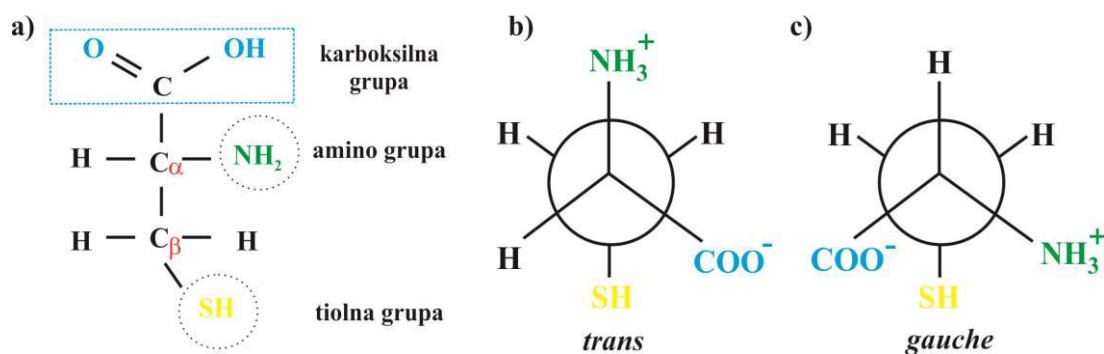 a)
O OH
C
karboksilna
grupa
H Cα NH₂
amino grupa
H Cβ H
SH
tiolna grupa
b)
NH₃⁺
H H
H COO⁻
SH
trans
c)
H
H H
COO⁻ NH₃⁺
SH
gauche